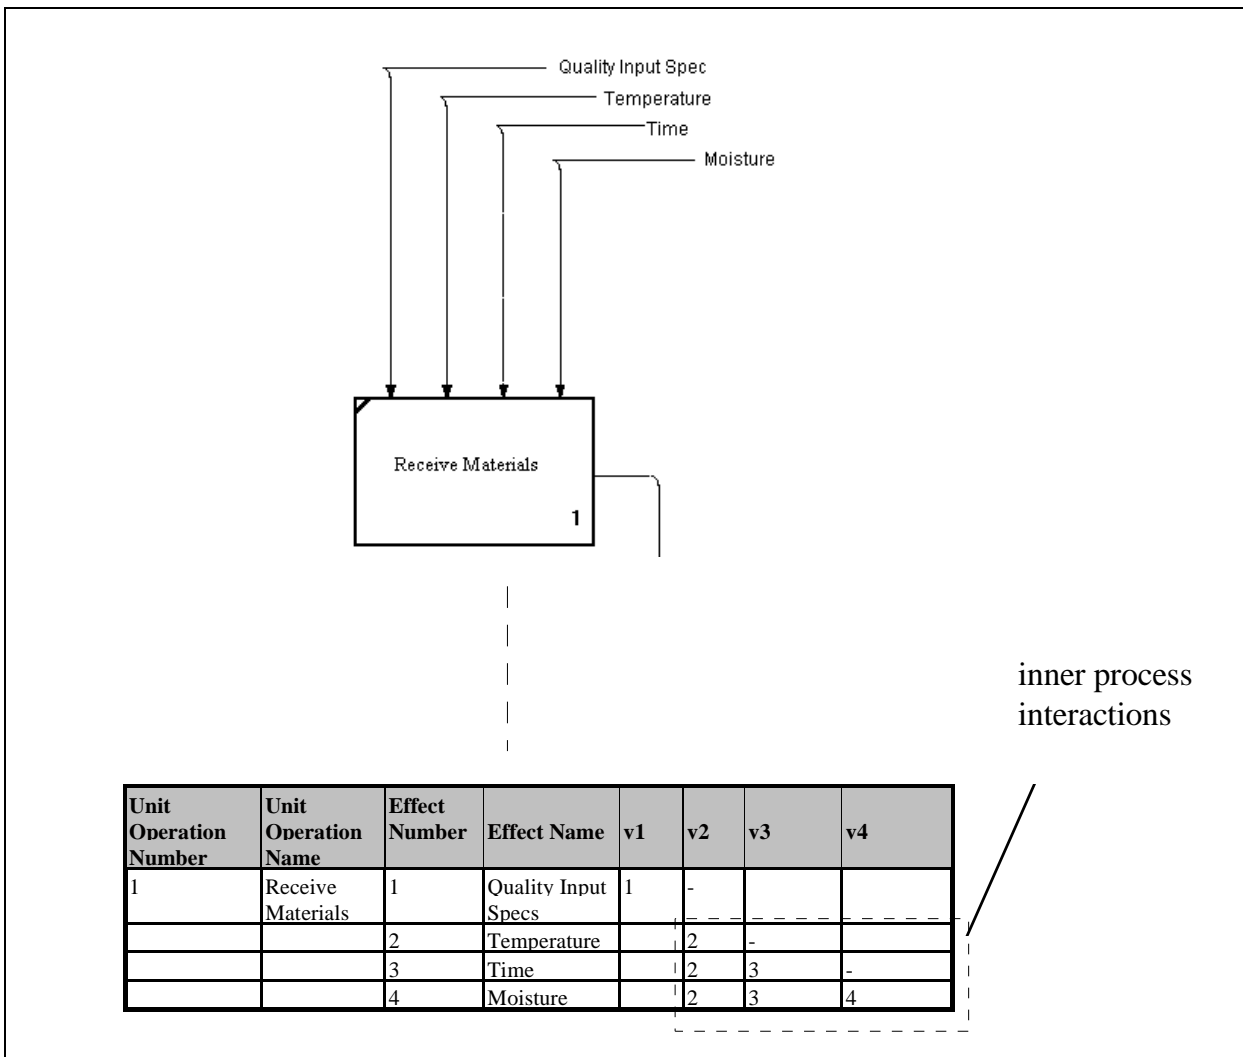 Quality Input Spec
Temperature
Time
Moisture
Receive Materials
1
inner process
interactions
Unit Operation Number Unit Operation Name Effect Number Effect Name v1 v2 v3 v4
1 Receive Materials 1 Quality Input Specs 1 -
2 Temperature 2 -
3 Time 2 3 -
4 Moisture 2 3 4